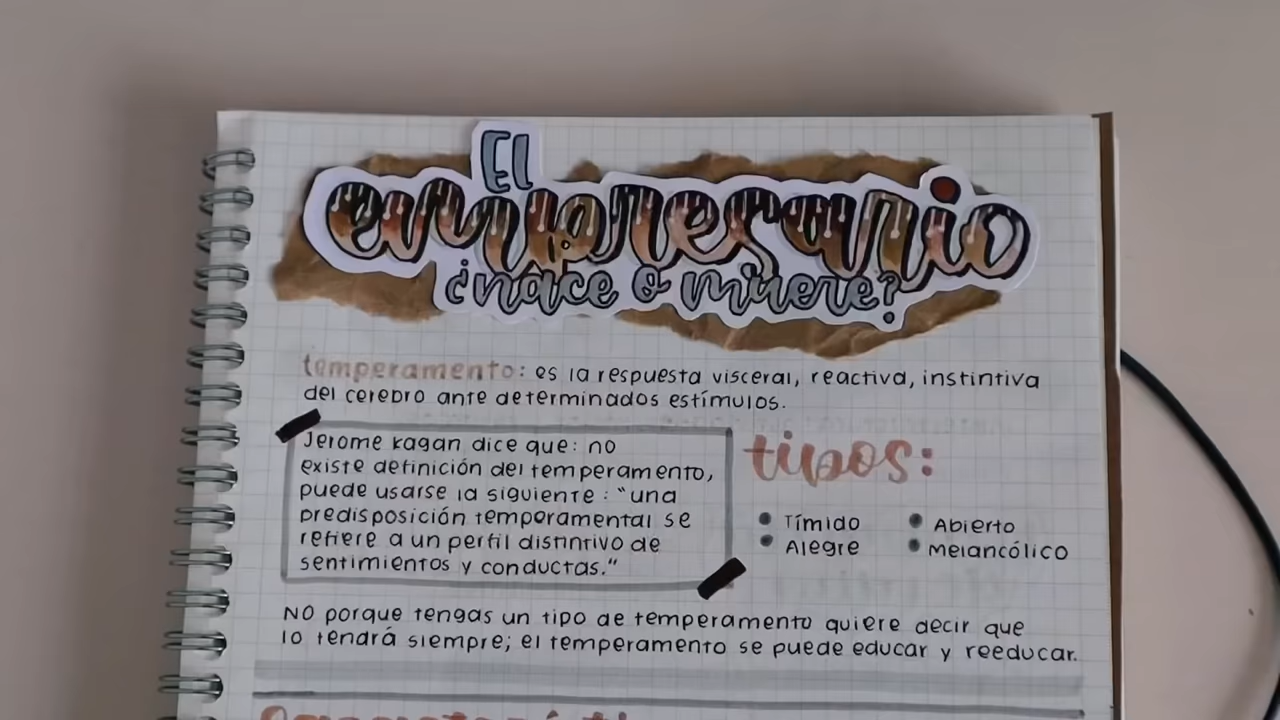 El
empresario
¿nace o muere?
temperamento: es la respuesta visceral, reactiva, instintiva
del cerebro ante determinados estímulos.
Jerome Kagan dice que: no
existe definición del temperamento,
puede usarse la siguiente: "una
predisposición temperamental se
refiere a un perfil distintivo de
sentimientos y conductas."
tipos:
Tímido
Alegre
Abierto
Melancólico
NO porque tengas un tipo de temperamento quiere decir que
lo tendrá siempre; el temperamento se puede educar y reeducar.